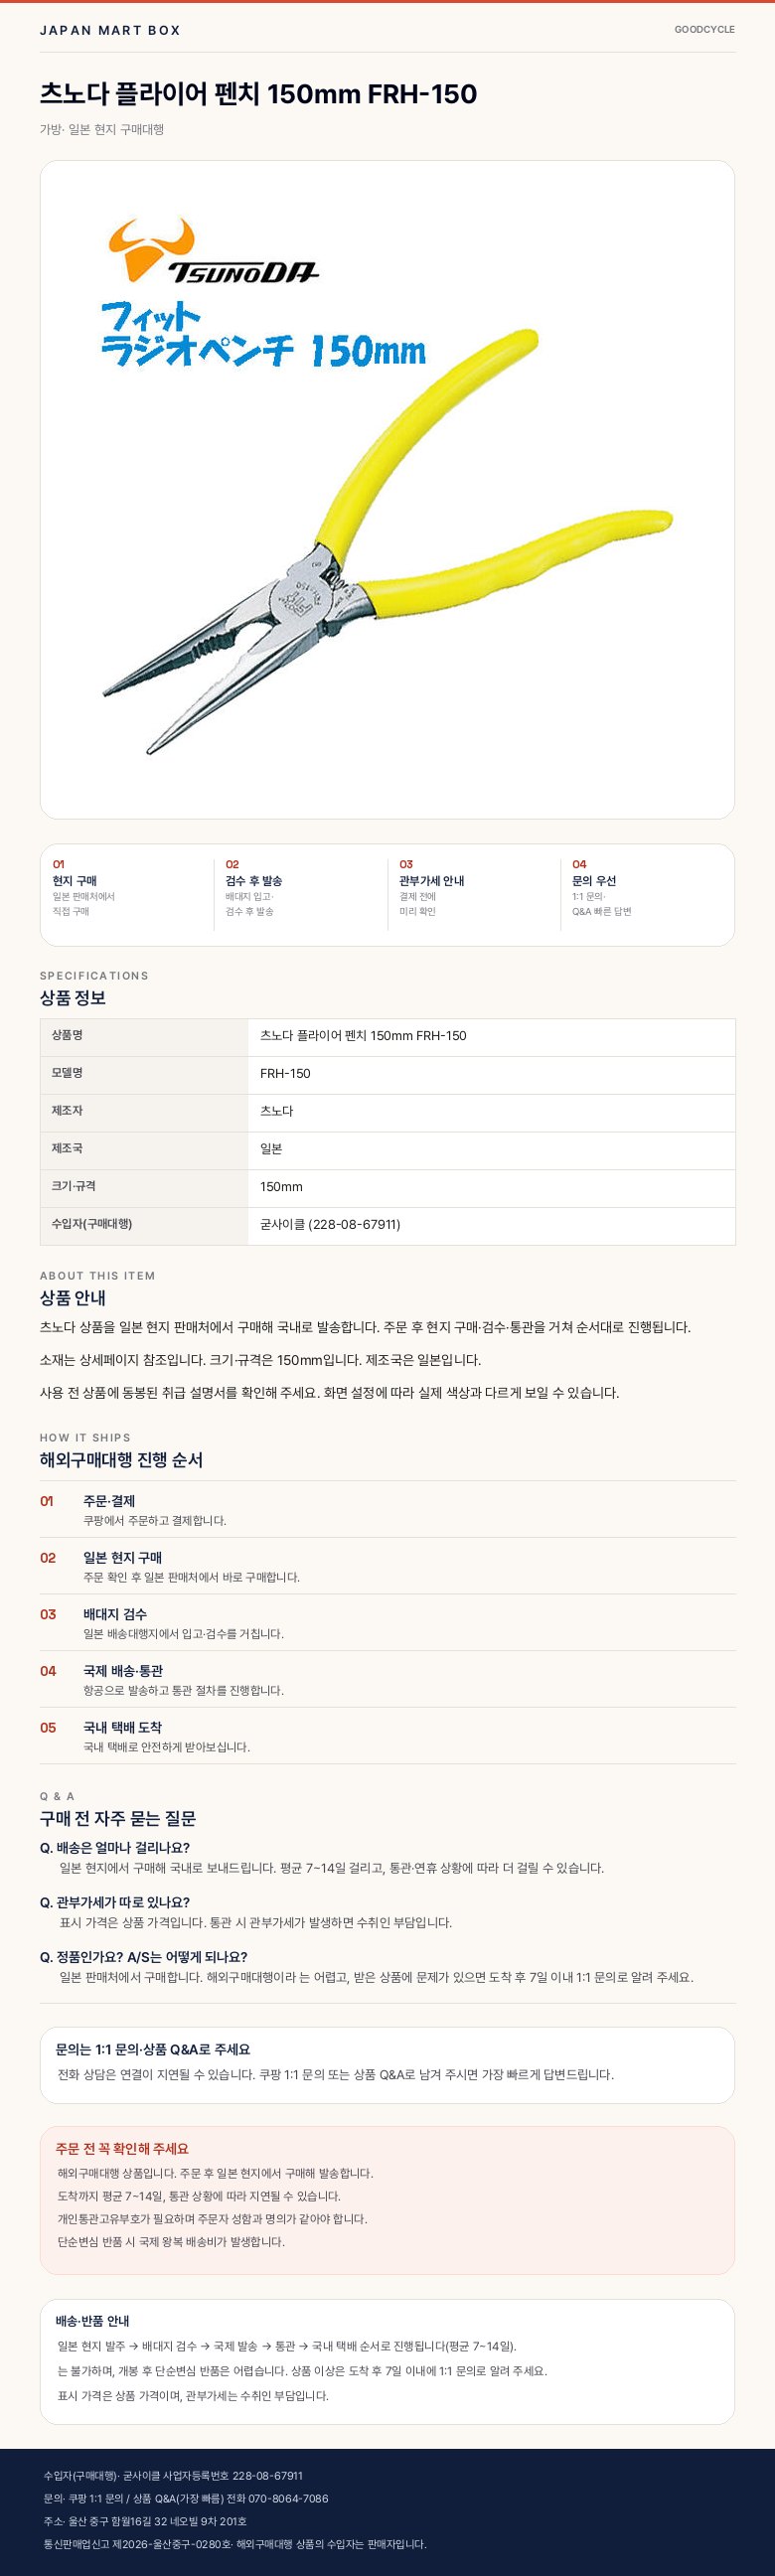 JAPAN MART BOX
GOODCYCLE
츠노다 플라이어 펜치 150mm FRH-150
가방· 일본 현지 구매대행
TSUNODA
フィット
ラジオペンチ 150mm
01
현지 구매
일본 판매처에서
직접 구매
02
검수 후 발송
배대지 입고·
검수 후 발송
03
관부가세 안내
결제 전에
미리 확인
04
문의 우선
1:1 문의·
Q&A 빠른 답변
SPECIFICATIONS
상품 정보
상품명 츠노다 플라이어 펜치 150mm FRH-150
모델명 FRH-150
제조자 츠노다
제조국 일본
크기·규격 150mm
수입자(구매대행) 굳사이클 (228-08-67911)
ABOUT THIS ITEM
상품 안내
츠노다 상품을 일본 현지 판매처에서 구매해 국내로 발송합니다. 주문 후 현지 구매·검수·통관을 거쳐 순서대로 진행됩니다.
소재는 상세페이지 참조입니다. 크기·규격은 150mm입니다. 제조국은 일본입니다.
사용 전 상품에 동봉된 취급 설명서를 확인해 주세요. 화면 설정에 따라 실제 색상과 다르게 보일 수 있습니다.
HOW IT SHIPS
해외구매대행 진행 순서
01 주문·결제
쿠팡에서 주문하고 결제합니다.
02 일본 현지 구매
주문 확인 후 일본 판매처에서 바로 구매합니다.
03 배대지 검수
일본 배송대행지에서 입고·검수를 거칩니다.
04 국제 배송·통관
항공으로 발송하고 통관 절차를 진행합니다.
05 국내 택배 도착
국내 택배로 안전하게 받아보십니다.
Q & A
구매 전 자주 묻는 질문
Q. 배송은 얼마나 걸리나요?
일본 현지에서 구매해 국내로 보내드립니다. 평균 7~14일 걸리고, 통관·연휴 상황에 따라 더 걸릴 수 있습니다.
Q. 관부가세가 따로 있나요?
표시 가격은 상품 가격입니다. 통관 시 관부가세가 발생하면 수취인 부담입니다.
Q. 정품인가요? A/S는 어떻게 되나요?
일본 판매처에서 구매합니다. 해외구매대행이라 는 어렵고, 받은 상품에 문제가 있으면 도착 후 7일 이내 1:1 문의로 알려 주세요.
문의는 1:1 문의·상품 Q&A로 주세요
전화 상담은 연결이 지연될 수 있습니다. 쿠팡 1:1 문의 또는 상품 Q&A로 남겨 주시면 가장 빠르게 답변드립니다.
주문 전 꼭 확인해 주세요
해외구매대행 상품입니다. 주문 후 일본 현지에서 구매해 발송합니다.
도착까지 평균 7~14일, 통관 상황에 따라 지연될 수 있습니다.
개인통관고유부호가 필요하며 주문자 성함과 명의가 같아야 합니다.
단순변심 반품 시 국제 왕복 배송비가 발생합니다.
배송·반품 안내
일본 현지 발주 → 배대지 검수 → 국제 발송 → 통관 → 국내 택배 순서로 진행됩니다(평균 7~14일).
는 불가하며, 개봉 후 단순변심 반품은 어렵습니다. 상품 이상은 도착 후 7일 이내에 1:1 문의로 알려 주세요.
표시 가격은 상품 가격이며, 관부가세는 수취인 부담입니다.
수입자(구매대행)· 굳사이클 사업자등록번호 228-08-67911
문의· 쿠팡 1:1 문의 / 상품 Q&A(가장 빠름) 전화 070-8064-7086
주소· 울산 중구 함월16길 32 네오빌 9차 201호
통신판매업신고 제2026-울산중구-0280호· 해외구매대행 상품의 수입자는 판매자입니다.